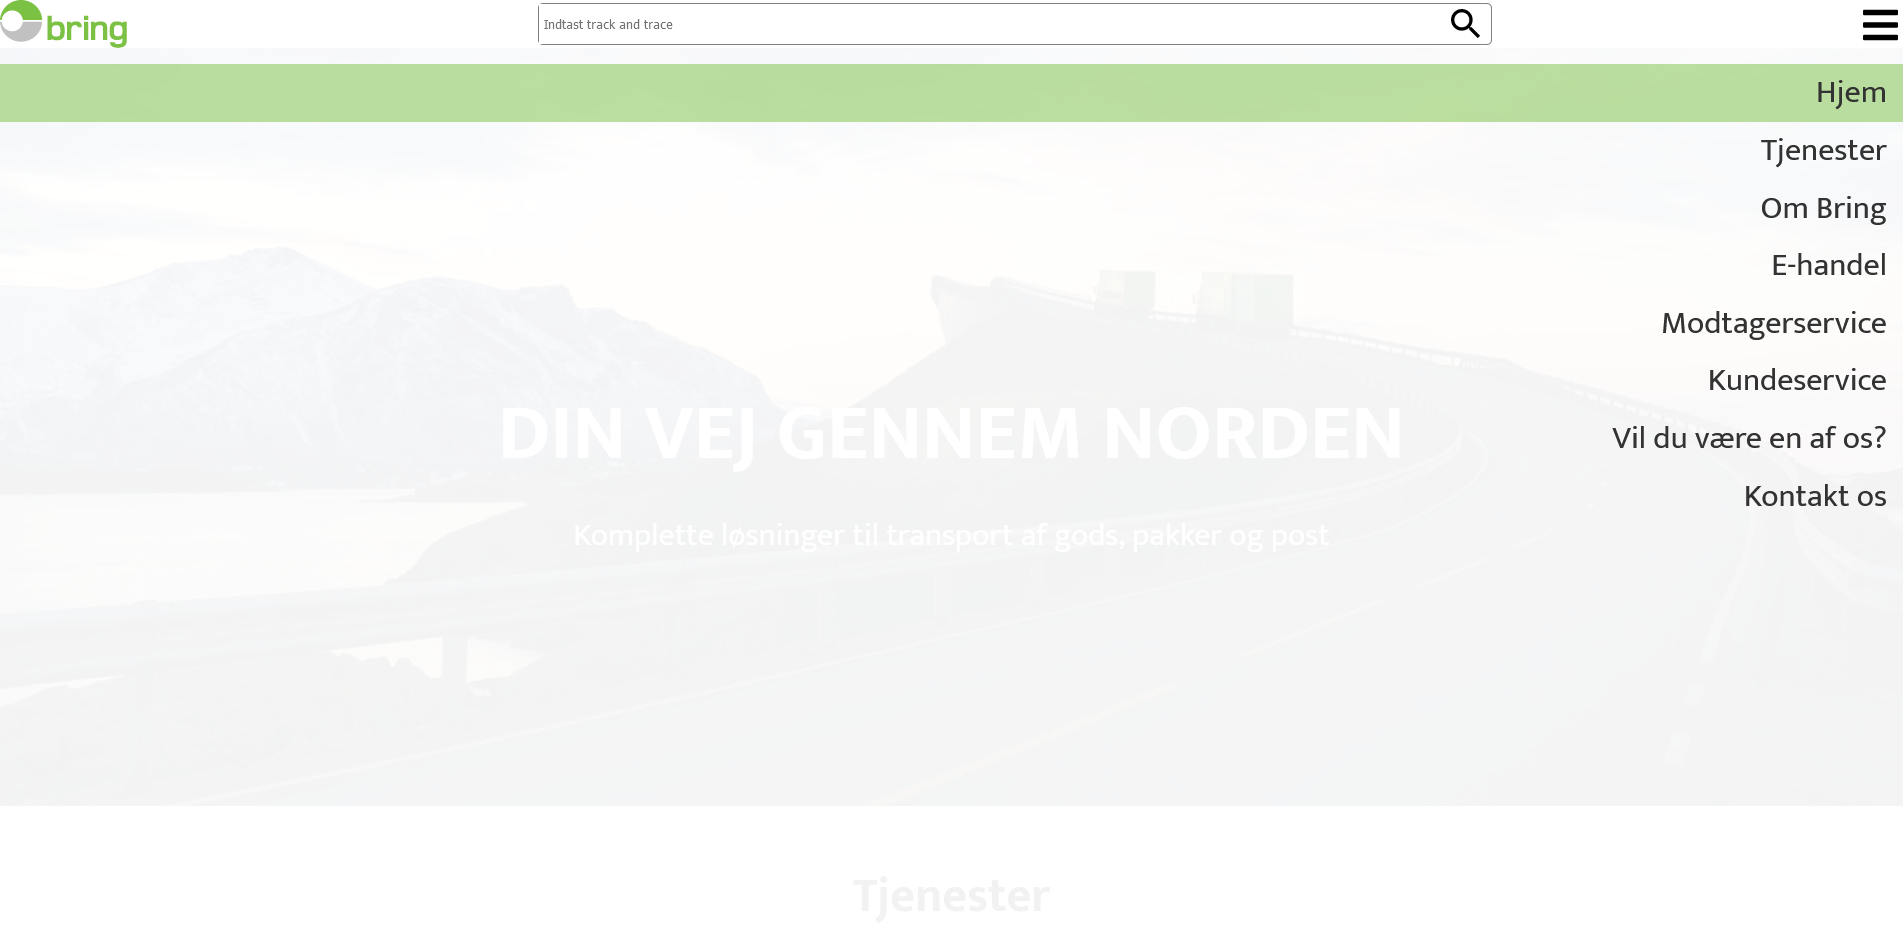 bring
Indtast track and trace
Hjem
Tjenester
Om Bring
E-handel
Modtagerservice
Kundeservice
Vil du være en af os?
Kontakt os
DIN VEJ GENNEM NORDEN
Komplette løsninger til transport af gods, pakker og post
Tjenester